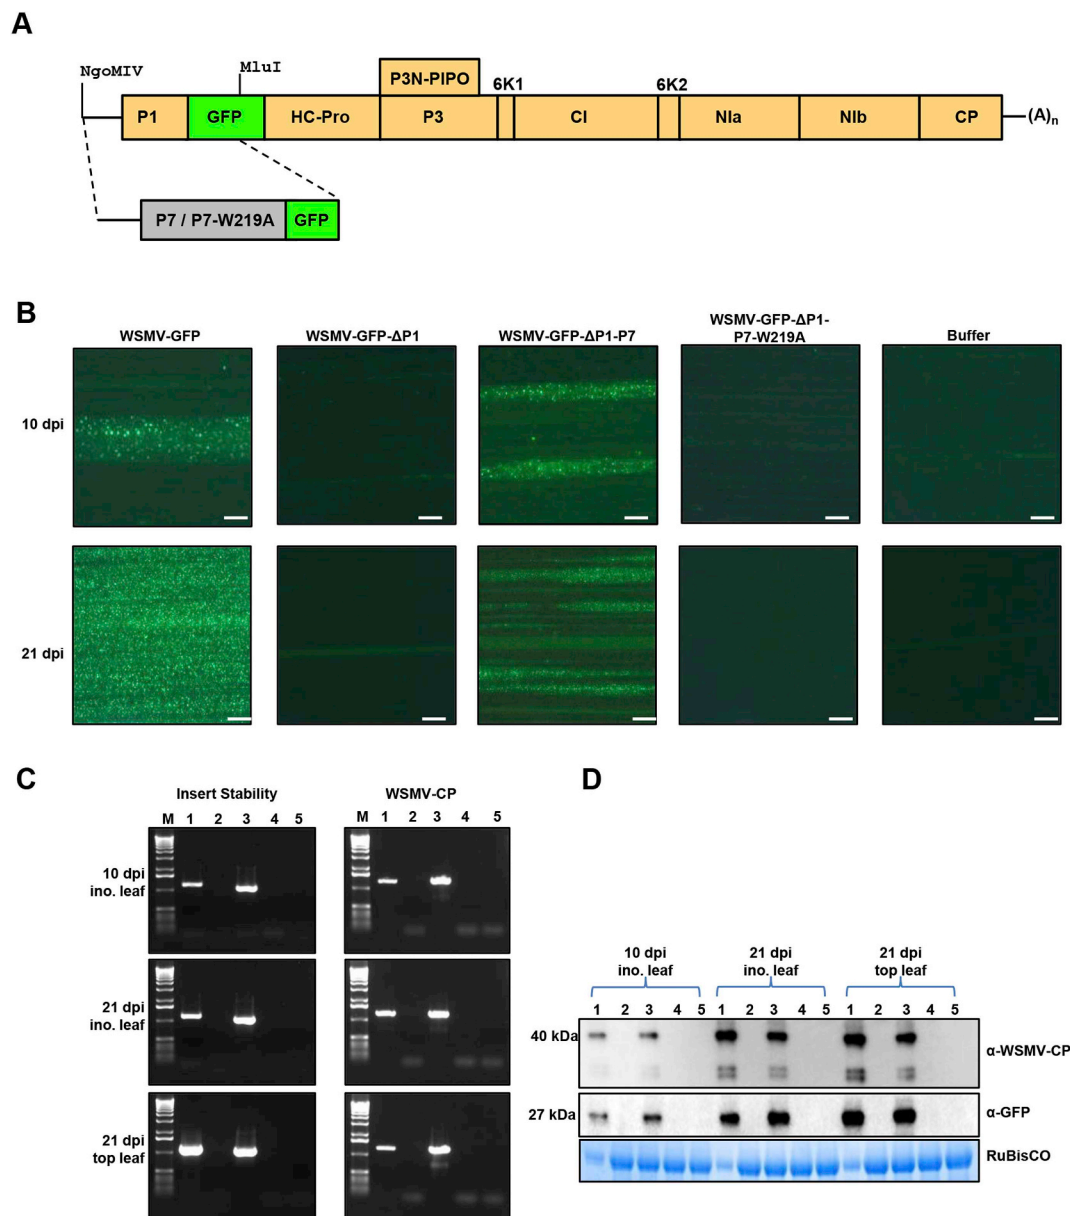 A
NgoMIV
MluI
P3N-PIPO
6K1
6K2
P1
GFP
HC-Pro
P3
CI
NIa
NIb
CP
(A)n
P7 / P7-W219A
GFP
B
WSMV-GFP
WSMV-GFP-ΔP1
WSMV-GFP-ΔP1-P7
WSMV-GFP-ΔP1-
P7-W219A
Buffer
10 dpi
21 dpi
C
Insert Stability
WSMV-CP
M 1 2 3 4 5
M 1 2 3 4 5
10 dpi
ino. leaf
21 dpi
ino. leaf
21 dpi
top leaf
D
10 dpi
ino. leaf
21 dpi
ino. leaf
21 dpi
top leaf
1 2 3 4 5 1 2 3 4 5 1 2 3 4 5
40 kDa
α-WSMV-CP
27 kDa
α-GFP
RuBisCO